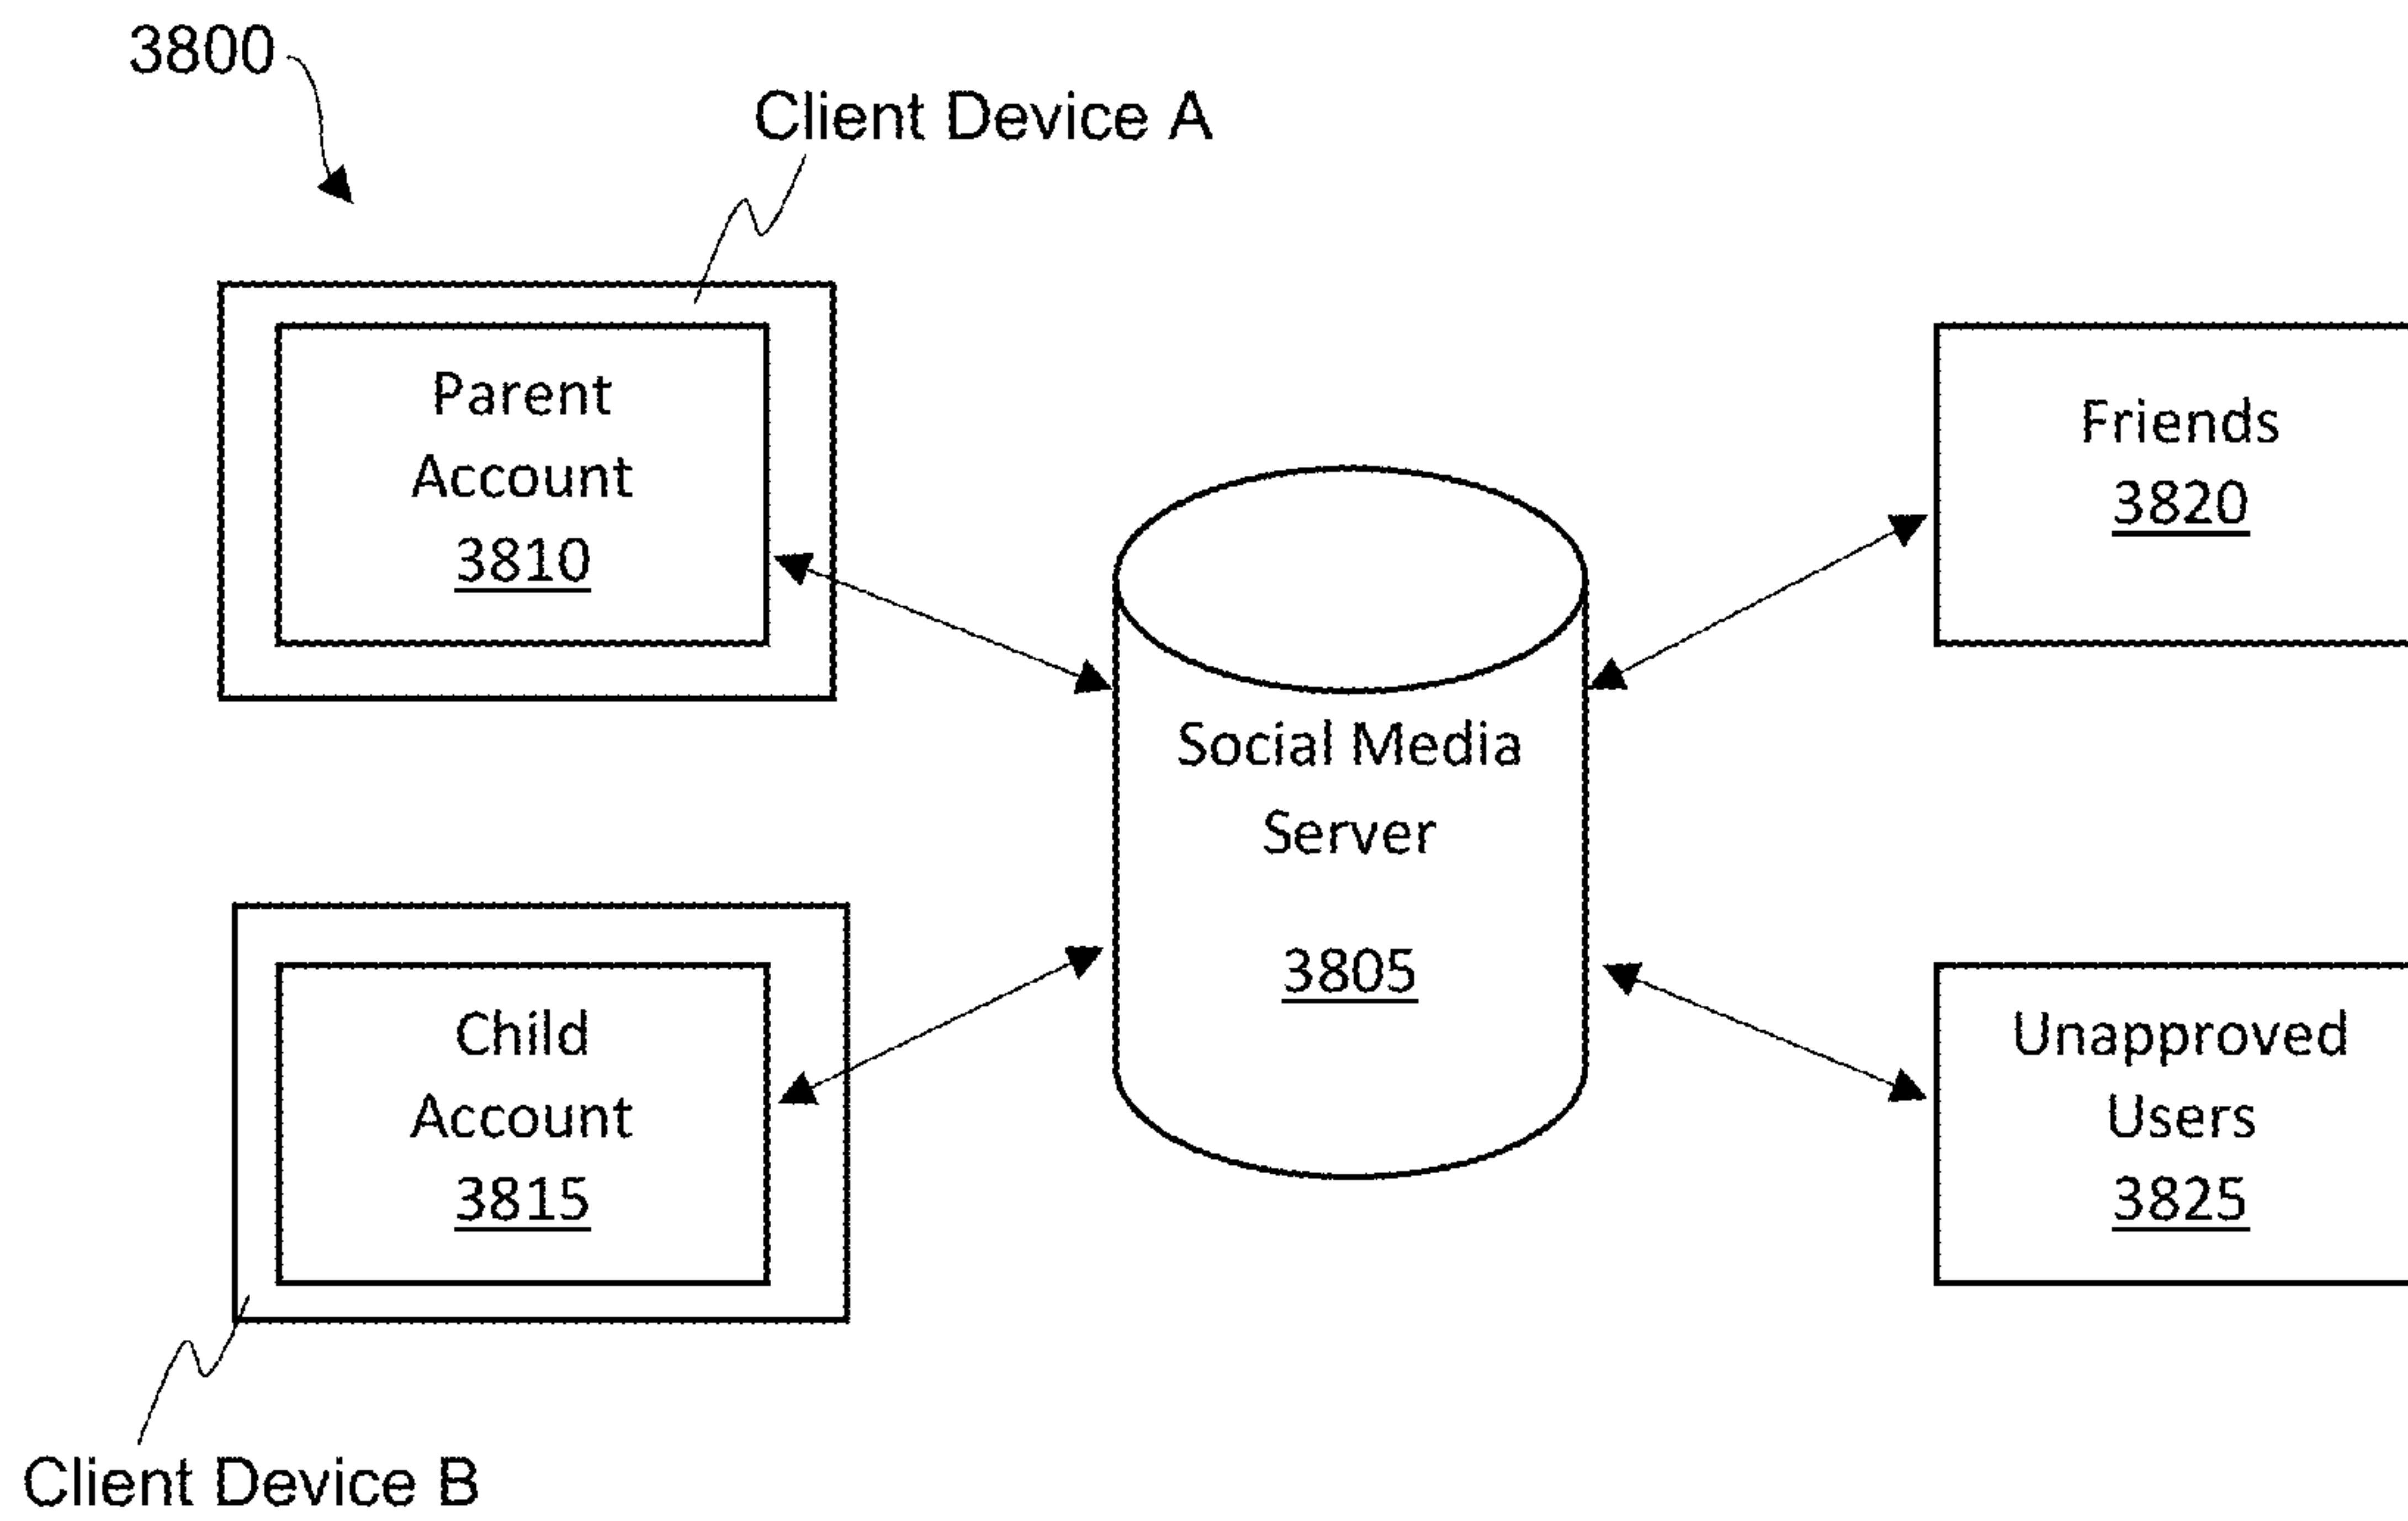 3800
Client Device A
Parent
Account
3810
Friends
3820
Social Media
Server
3805
Child
Account
3815
Unapproved
Users
3825
Client Device B